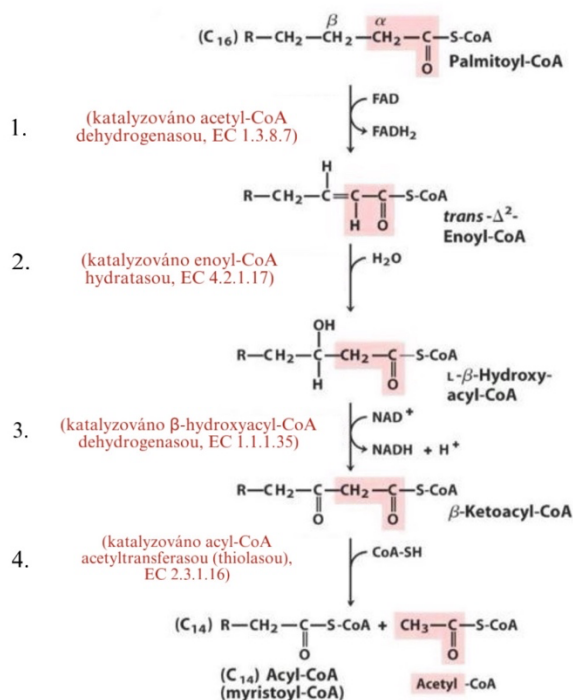 β α
(C16) R—CH2—CH2—CH2—C—S-CoA
O
Palmitoyl-CoA
1.
(katalyzováno acetyl-CoA
dehydrogenasou, EC 1.3.8.7)
FAD
FADH2
H
R—CH2—C=C—C—S-CoA
H O
trans-Δ2-
Enoyl-CoA
2.
(katalyzováno enoyl-CoA
hydratasou, EC 4.2.1.17)
H2O
OH
R—CH2—C—CH2—C—S-CoA
H O
L-β-Hydroxy-
acyl-CoA
3.
(katalyzováno β-hydroxyacyl-CoA
dehydrogenasou, EC 1.1.1.35)
NAD+
NADH + H+
R—CH2—C—CH2—C—S-CoA
O O
β-Ketoacyl-CoA
4.
(katalyzováno acyl-CoA
acetyltransferasou (thiolasou),
EC 2.3.1.16)
CoA-SH
(C14) R—CH2—C—S-CoA + CH3—C—S-CoA
O O
(C14) Acyl-CoA
(myristoyl-CoA)
Acetyl -CoA